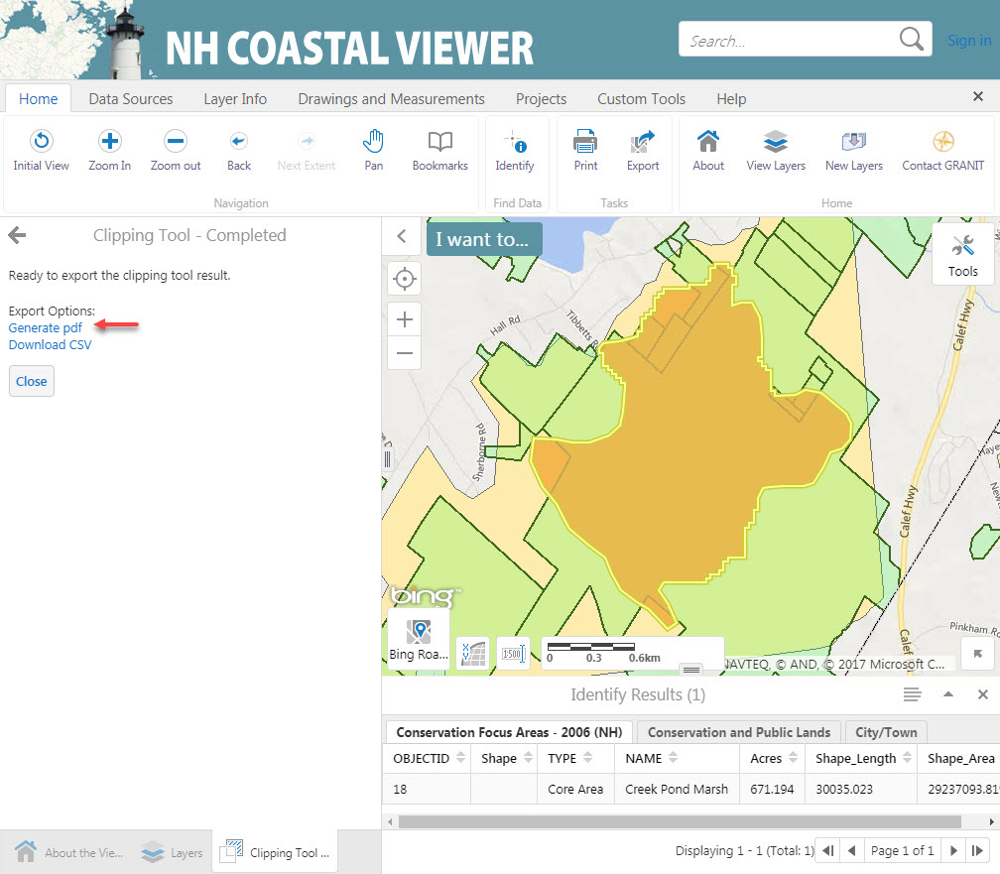 NH COASTAL VIEWER
Search...
Sign in
Home Data Sources Layer Info Drawings and Measurements Projects Custom Tools Help
Initial View Zoom In Zoom out Back Next Extent Pan Bookmarks Identify Print Export About View Layers New Layers Contact GRANIT
Navigation Find Data Tasks Home
Clipping Tool - Completed
Ready to export the clipping tool result.
Export Options:
Generate pdf
Download CSV
Close
I want to...
Tools
Hall Rd
Tibbetts R
Sherborne Rd
Calef Hwy
Calef Hwy
Calef
Pinkham Ro
bing™
Bing Roa...
1:500
0 0.3 0.6km
NAVTEQ, © AND, © 2017 Microsoft C...
Identify Results (1)
Conservation Focus Areas - 2006 (NH) Conservation and Public Lands City/Town
OBJECTID Shape TYPE NAME Acres Shape_Length Shape_Area
18 Core Area Creek Pond Marsh 671.194 30035.023 29237093.819
About the Vie... Layers Clipping Tool ...
Displaying 1 - 1 (Total: 1) Page 1 of 1